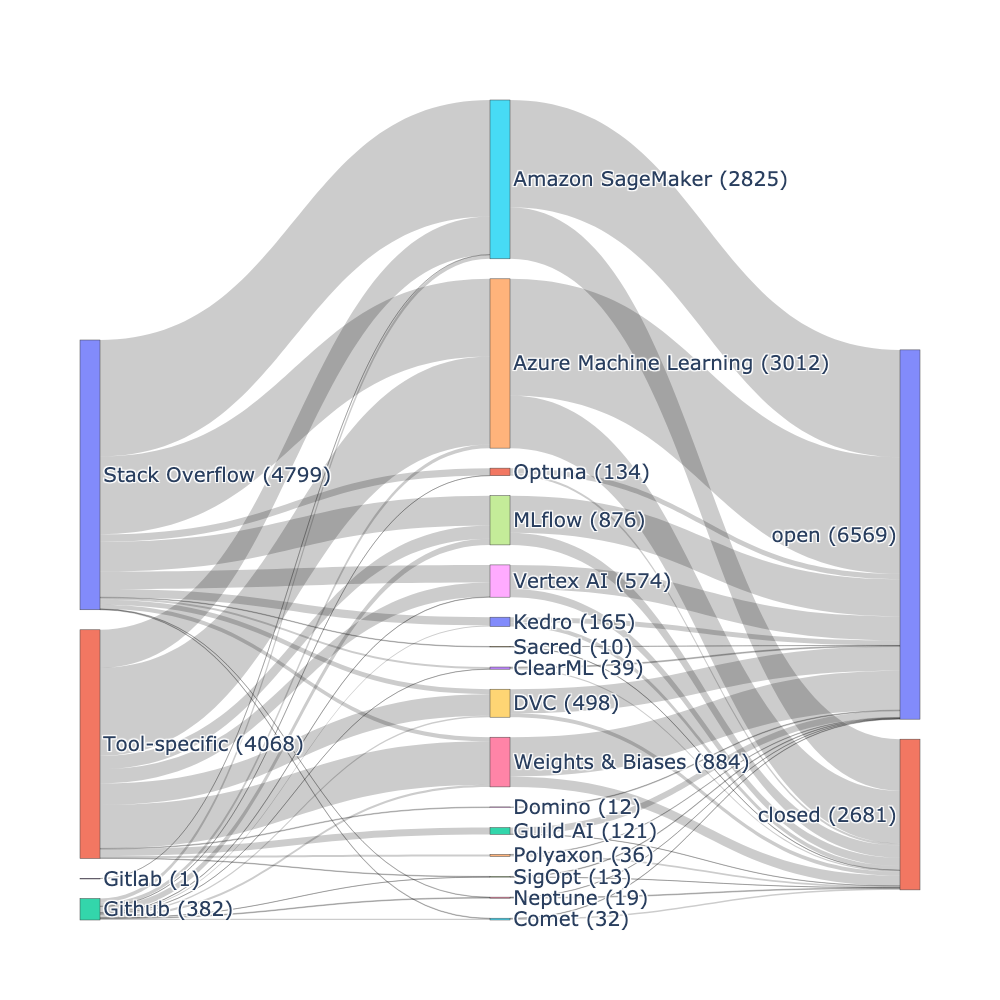 Amazon SageMaker (2825)
Azure Machine Learning (3012)
Stack Overflow (4799)
Optuna (134)
MLflow (876)
open (6569)
Vertex AI (574)
Kedro (165)
Sacred (10)
ClearML (39)
DVC (498)
Tool-specific (4068)
Weights & Biases (884)
Domino (12)
closed (2681)
Guild AI (121)
Polyaxon (36)
Gitlab (1)
SigOpt (13)
Neptune (19)
Github (382)
Comet (32)